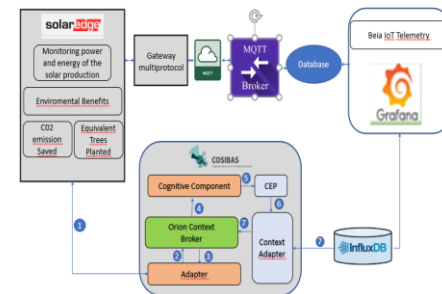 solaredge
Monitoring power
and energy of the
solar production
Enviromental Benefits
CO2
emission
Saved
Equivalent
Trees
Planted
Gateway
multiprotocol
MQTT
MQTT
Broker
Database
Beia IoT Telemetry
Grafana
COSIBAS
Cognitive Component
5
CEP
4
6
Orion Context
Broker
7
Context
Adapter
7
InfluxDB
1
2
3
Adapter